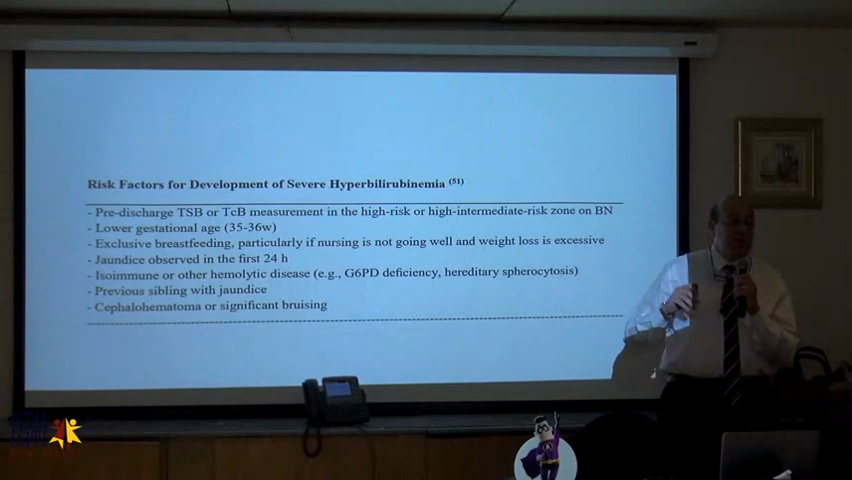 Risk Factors for Development of Severe Hyperbilirubinemia (51)
- Pre-discharge TSB or TcB measurement in the high-risk or high-intermediate-risk zone on BN
- Lower gestational age (35-36w)
- Exclusive breastfeeding, particularly if nursing is not going well and weight loss is excessive
- Jaundice observed in the first 24 h
- Isoimmune or other hemolytic disease (e.g., G6PD deficiency, hereditary spherocytosis)
- Previous sibling with jaundice
- Cephalohematoma or significant bruising